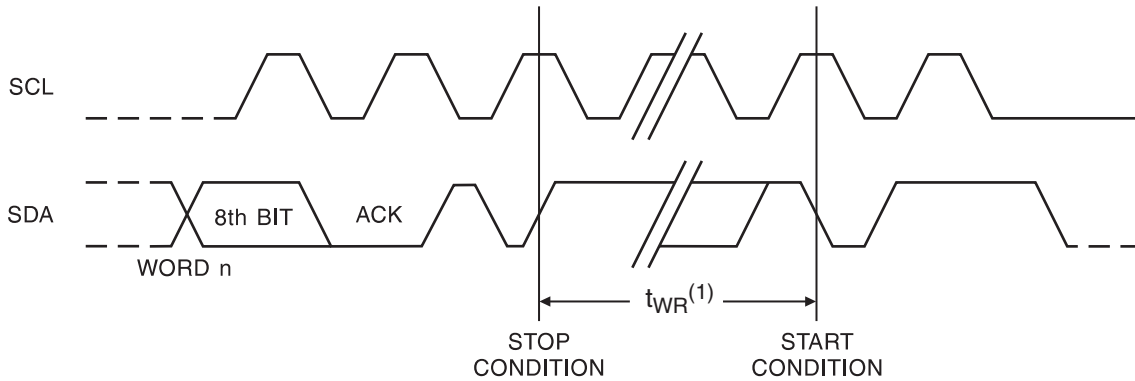 SCL
SDA
8th BIT
ACK
WORD n
tWR(1)
STOP
CONDITION
START
CONDITION